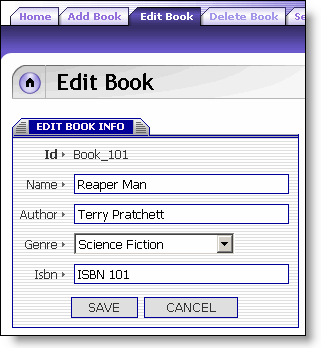 Home Add Book Edit Book Delete Book Se
Edit Book
EDIT BOOK INFO
Id Book_101
Name Reaper Man
Author Terry Pratchett
Genre Science Fiction
Isbn ISBN 101
SAVE CANCEL